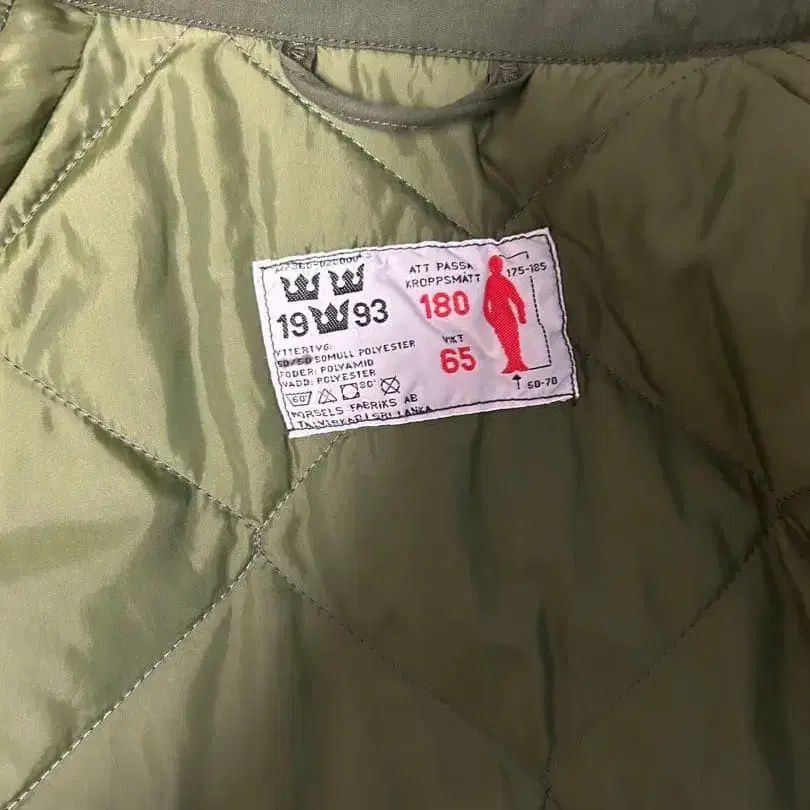 19 93
YTTERTYG:
50/50 BOMULL POLYESTER
FODER: POLYAMID
VADD: POLYESTER
60° 80°
FABRIKS AB
SRI LANKA
ATT PASSA
KROPPSMÅTT
180
VIKT
65
175-185
60-70